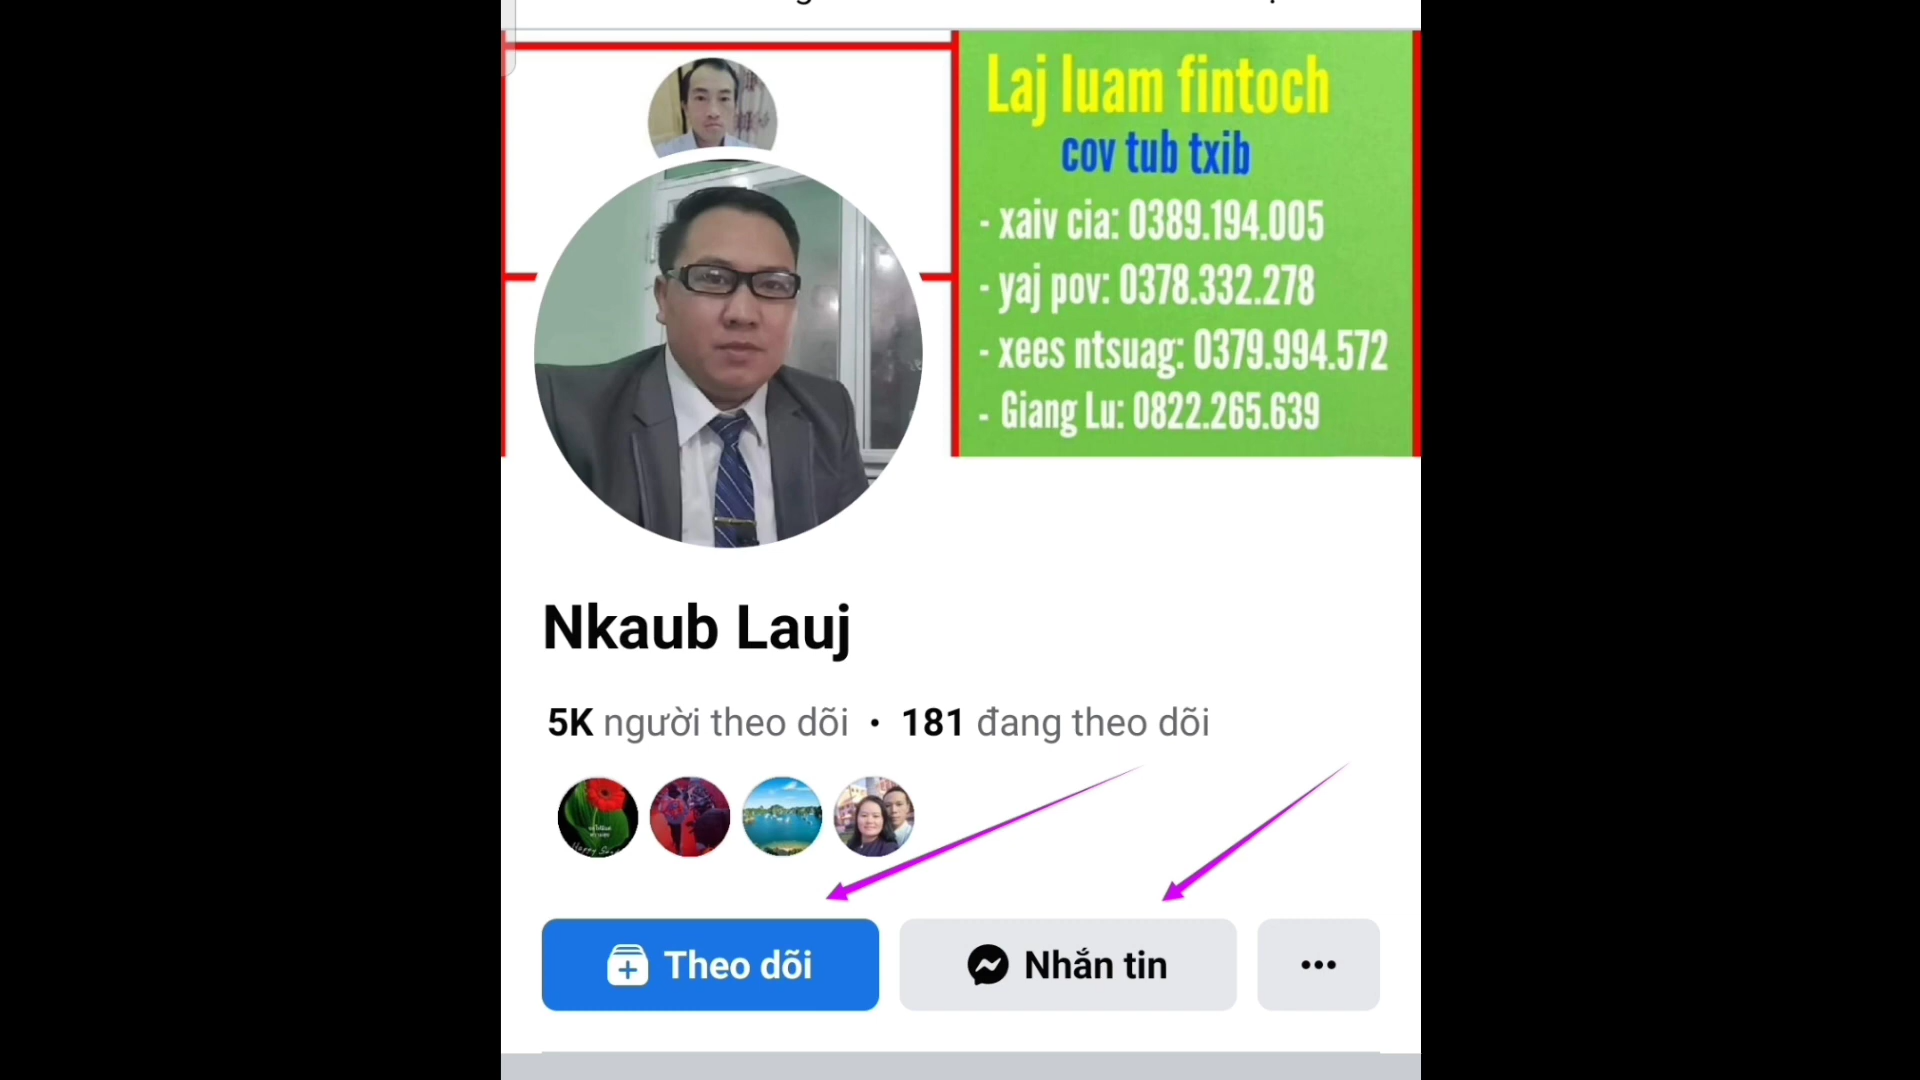 Laj luam fintoch
cov tub txib
- xaiv cia: 0389.194.005
- yaj pov: 0378.332.278
- xees ntsuag: 0379.994.572
- Giang Lu: 0822.265.639
Nkaub Lauj
5K người theo dõi • 181 đang theo dõi
Theo dõi
Nhắn tin